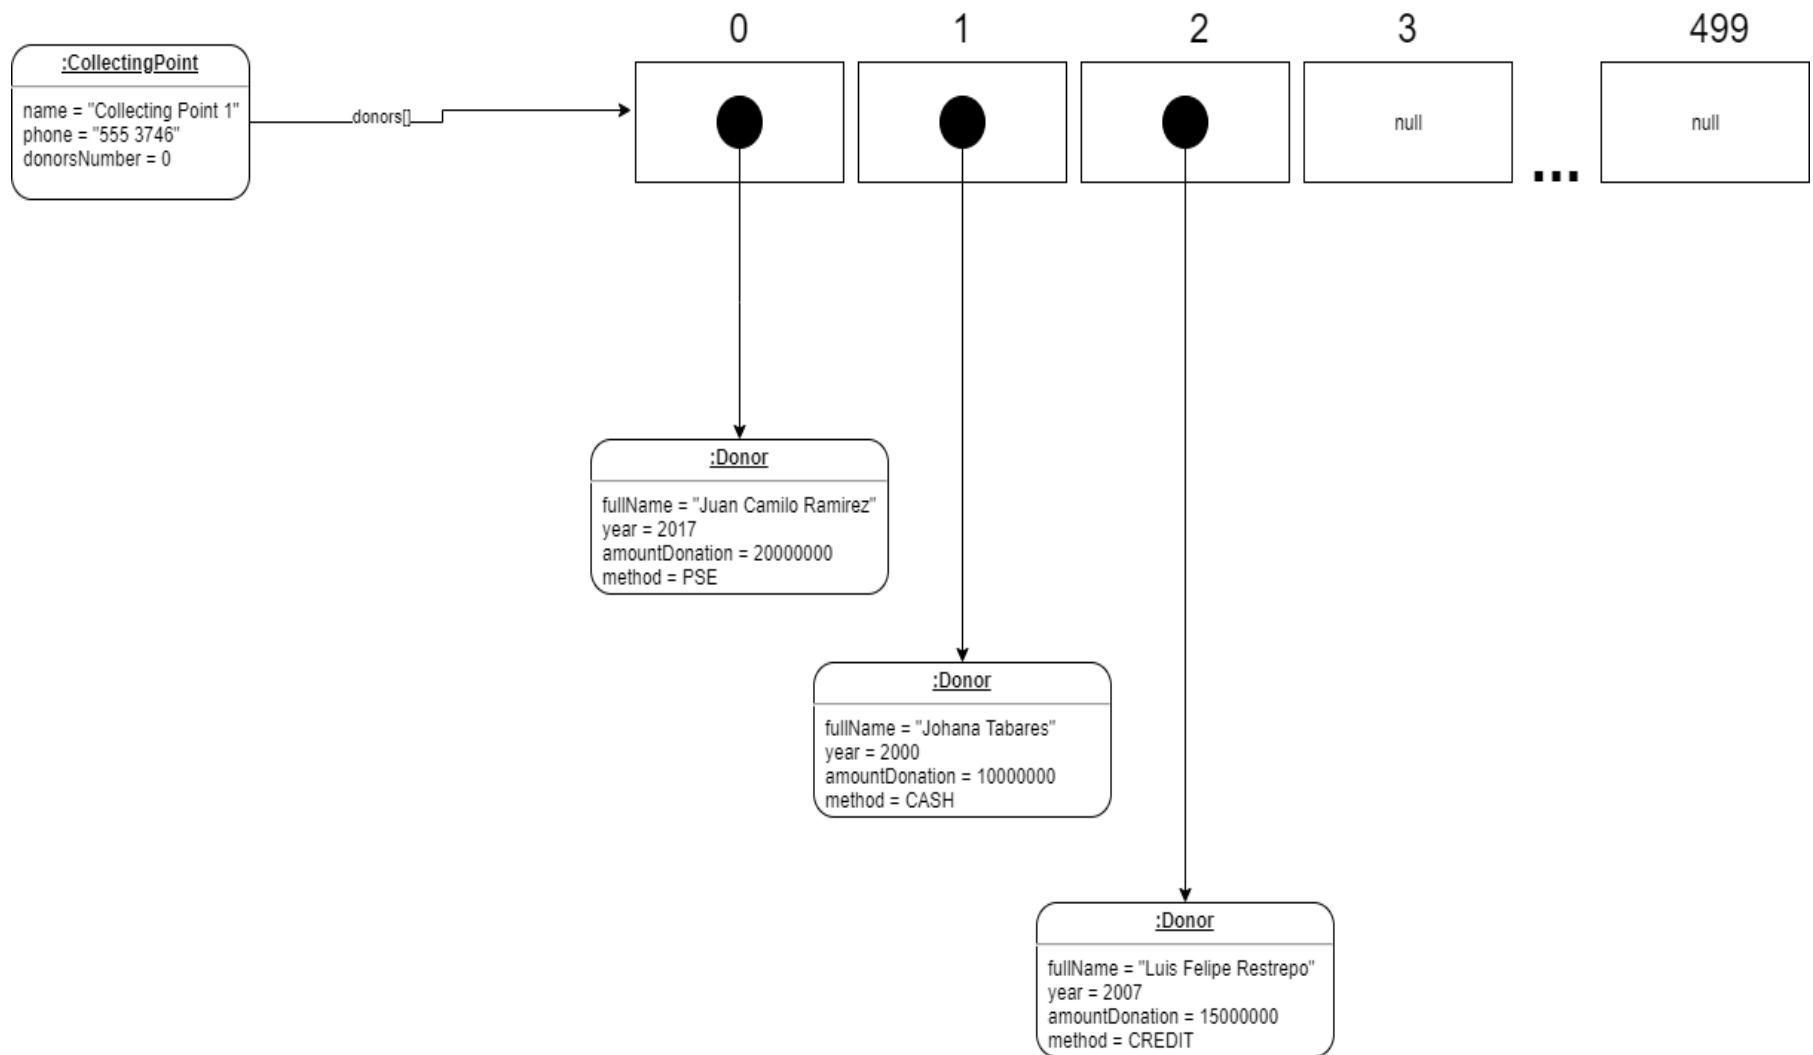 0 1 2 3 499
:CollectingPoint
name = "Collecting Point 1"
phone = "555 3746"
donorsNumber = 0
donors[]
null
...
null
:Donor
fullName = "Juan Camilo Ramirez"
year = 2017
amountDonation = 20000000
method = PSE
:Donor
fullName = "Johana Tabares"
year = 2000
amountDonation = 10000000
method = CASH
:Donor
fullName = "Luis Felipe Restrepo"
year = 2007
amountDonation = 15000000
method = CREDIT